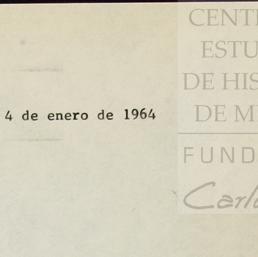 CENT
ESTU
DE HIS
4 de enero de 1964
DE M
FUND
Carl